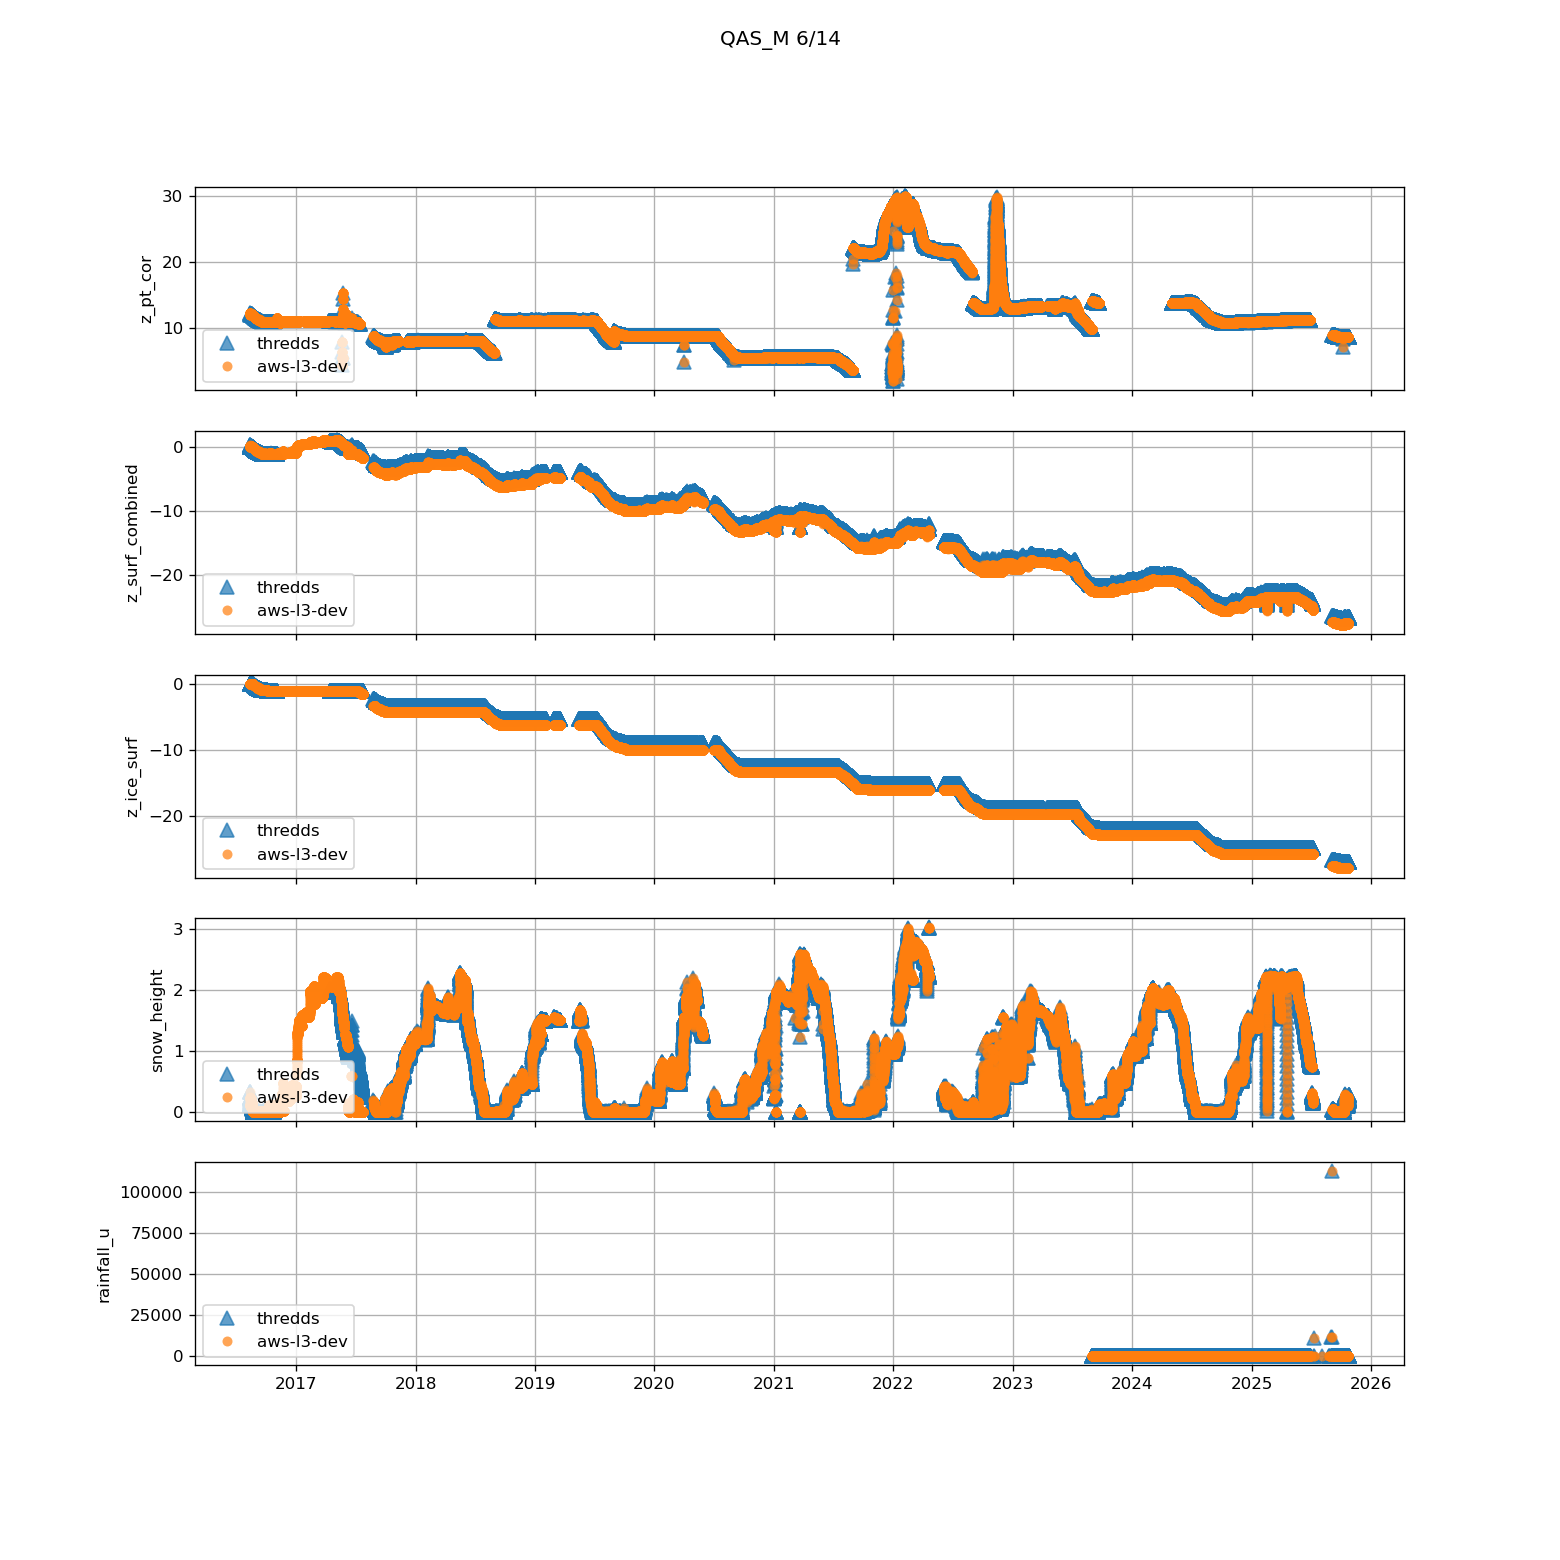 QAS_M 6/14
30
20
10
z_pt_cor
thredds
aws-l3-dev
0
−10
−20
z_surf_combined
thredds
aws-l3-dev
0
−10
−20
z_ice_surf
thredds
aws-l3-dev
3
2
1
0
snow_height
thredds
aws-l3-dev
100000
75000
50000
25000
0
rainfall_u
thredds
aws-l3-dev
2017 2018 2019 2020 2021 2022 2023 2024 2025 2026